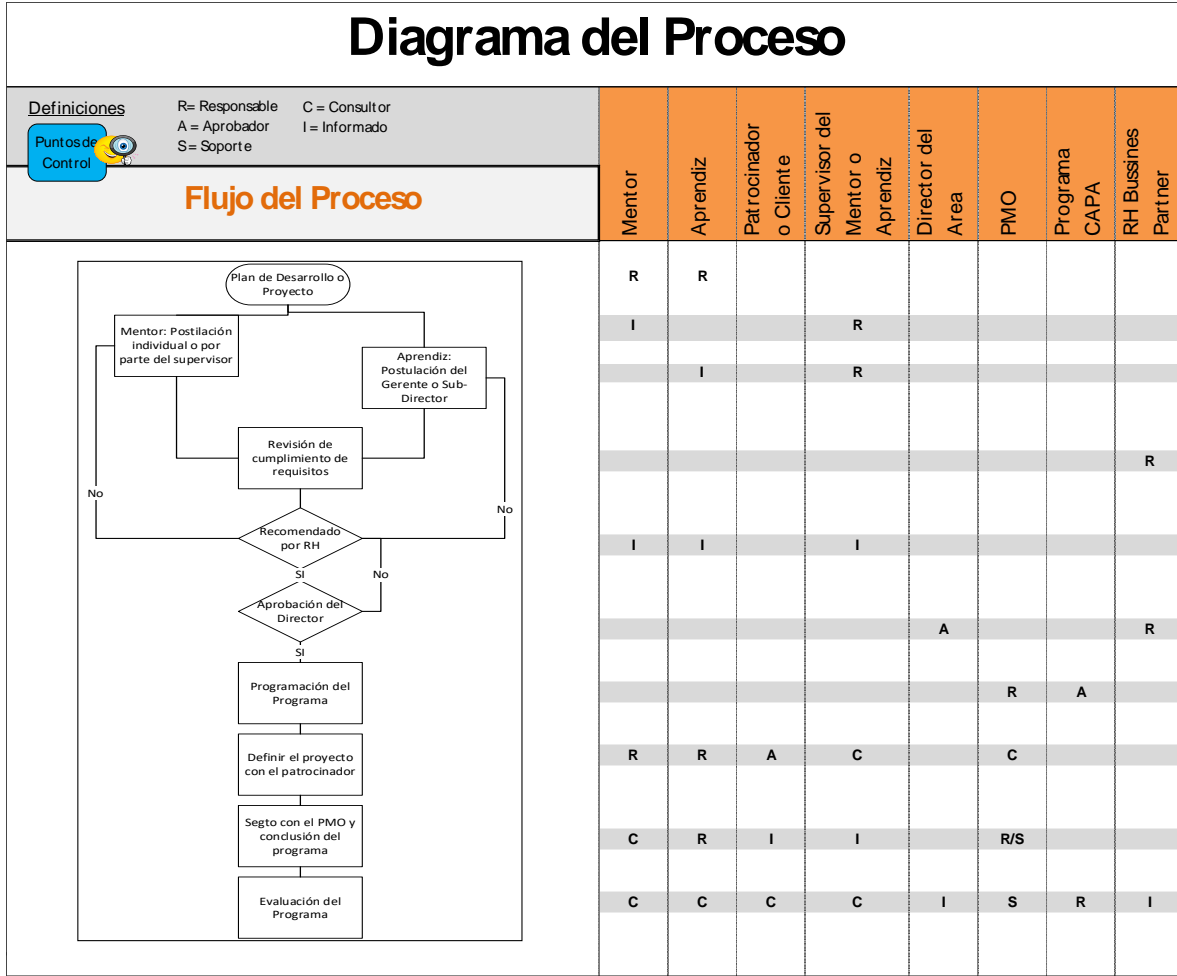 Diagrama del Proceso
Definiciones
R= Responsable C = Consultor
A = Aprobador I = Informado
S= Soporte
Puntos de
Control
Flujo del Proceso
Mentor
Aprendiz
Patrocinador
o Cliente
Supervisor del
Mentor o
Aprendiz
Director del
Area
PMO
Programa
CAPA
RH Bussines
Partner
Plan de Desarrollo o
Proyecto
R R
Mentor: Postilación
individual o por
parte del supervisor
I R
Aprendiz:
Postulación del
Gerente o Sub-
Director
I R
Revisión de
cumplimiento de
requisitos
R
No
No
Recomendado
por RH
I I I
SI
No
Aprobación del
Director
A R
SI
Programación del
Programa
R A
Definir el proyecto
con el patrocinador
R R A C C
Segto con el PMO y
conclusión del
programa
C R I I R/S
Evaluación del
Programa
C C C C I S R I